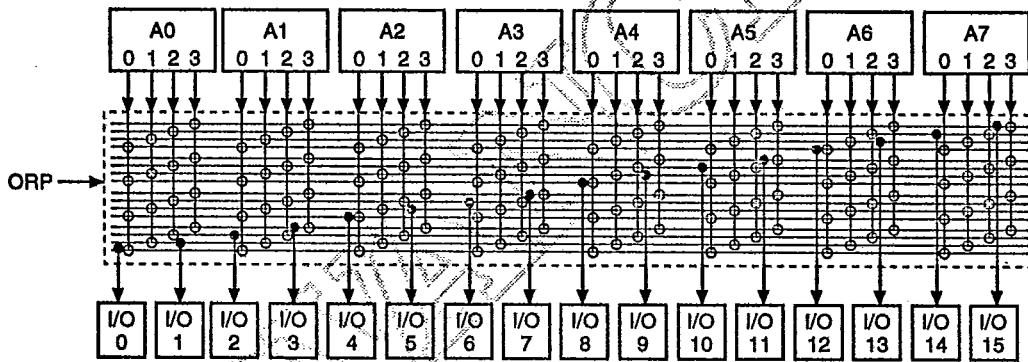 A0 A1 A2 A3 A4 A5 A6 A7
0 1 2 3 0 1 2 3 0 1 2 3 0 1 2 3 0 1 2 3 0 1 2 3 0 1 2 3 0 1 2 3
ORP
I/O I/O I/O I/O I/O I/O I/O I/O I/O I/O I/O I/O I/O I/O I/O I/O
0 1 2 3 4 5 6 7 8 9 10 11 12 13 14 15